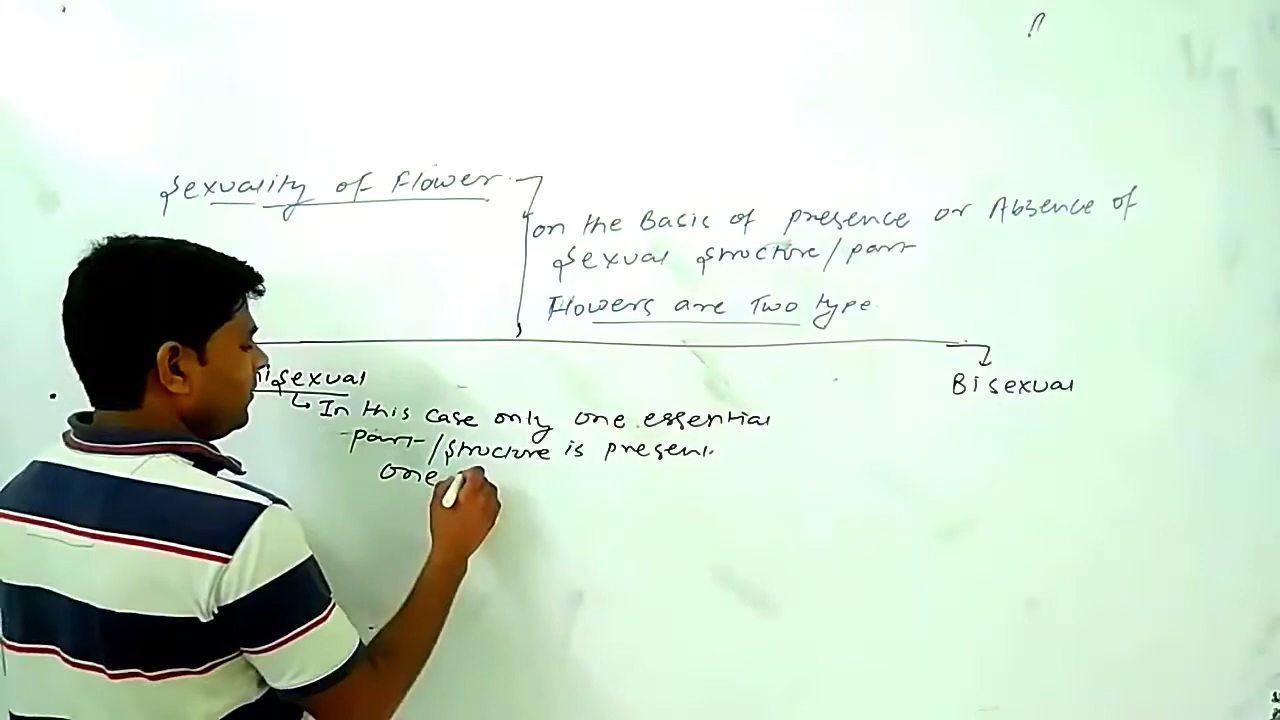 Sexuality of Flower
on the Basic of presence or Absence of
Sexual structure/part
Flowers are Two type
isexual
Bisexual
In this case only one essential
part/structure is present.
one